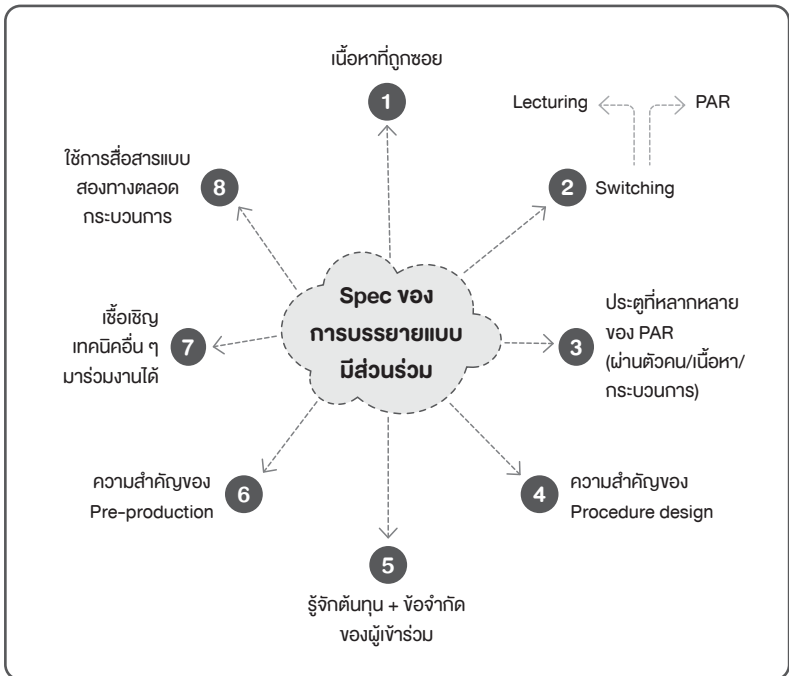 เนื้อหาที่ถูกซอย
1
Lecturing
PAR
2 Switching
Spec ของ
การบรรยายแบบ
มีส่วนร่วม
3
ประตูที่หลากหลาย
ของ PAR
(ผ่านตัวคน/เนื้อหา/
กระบวนการ)
4
ความสำคัญของ
Procedure design
5
รู้จักต้นทุน + ข้อจำกัด
ของผู้เข้าร่วม
ความสำคัญของ
Pre-production
6
เชื้อเชิญ
เทคนิคอื่น ๆ
มาร่วมงานได้
7
ใช้การสื่อสารแบบ
สองทางตลอด
กระบวนการ
8